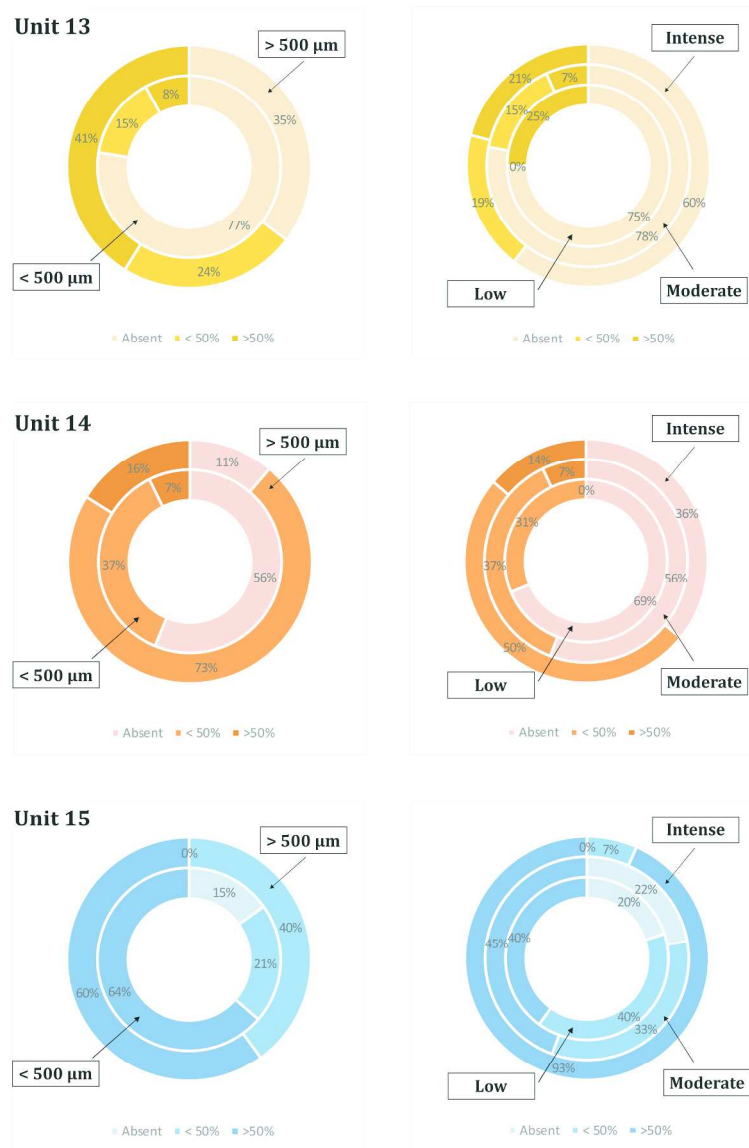 Unit 13
> 500 µm
8%
15%
35%
41%
77%
24%
< 500 µm
Absent < 50% >50%
Intense
21% 7%
15% 25%
0%
60%
19%
75%
78%
Low
Moderate
Absent < 50% >50%
Unit 14
> 500 µm
16% 11%
7%
37% 56%
73%
< 500 µm
Absent < 50% >50%
Intense
14%
7% 0%
31% 36%
37% 56%
69%
50%
Low
Moderate
Absent < 50% >50%
Unit 15
> 500 µm
0%
15%
40%
21%
60% 64%
< 500 µm
Absent < 50% >50%
Intense
0% 7%
22%
20%
45% 40%
40%
33%
93%
Low
Moderate
Absent < 50% >50%